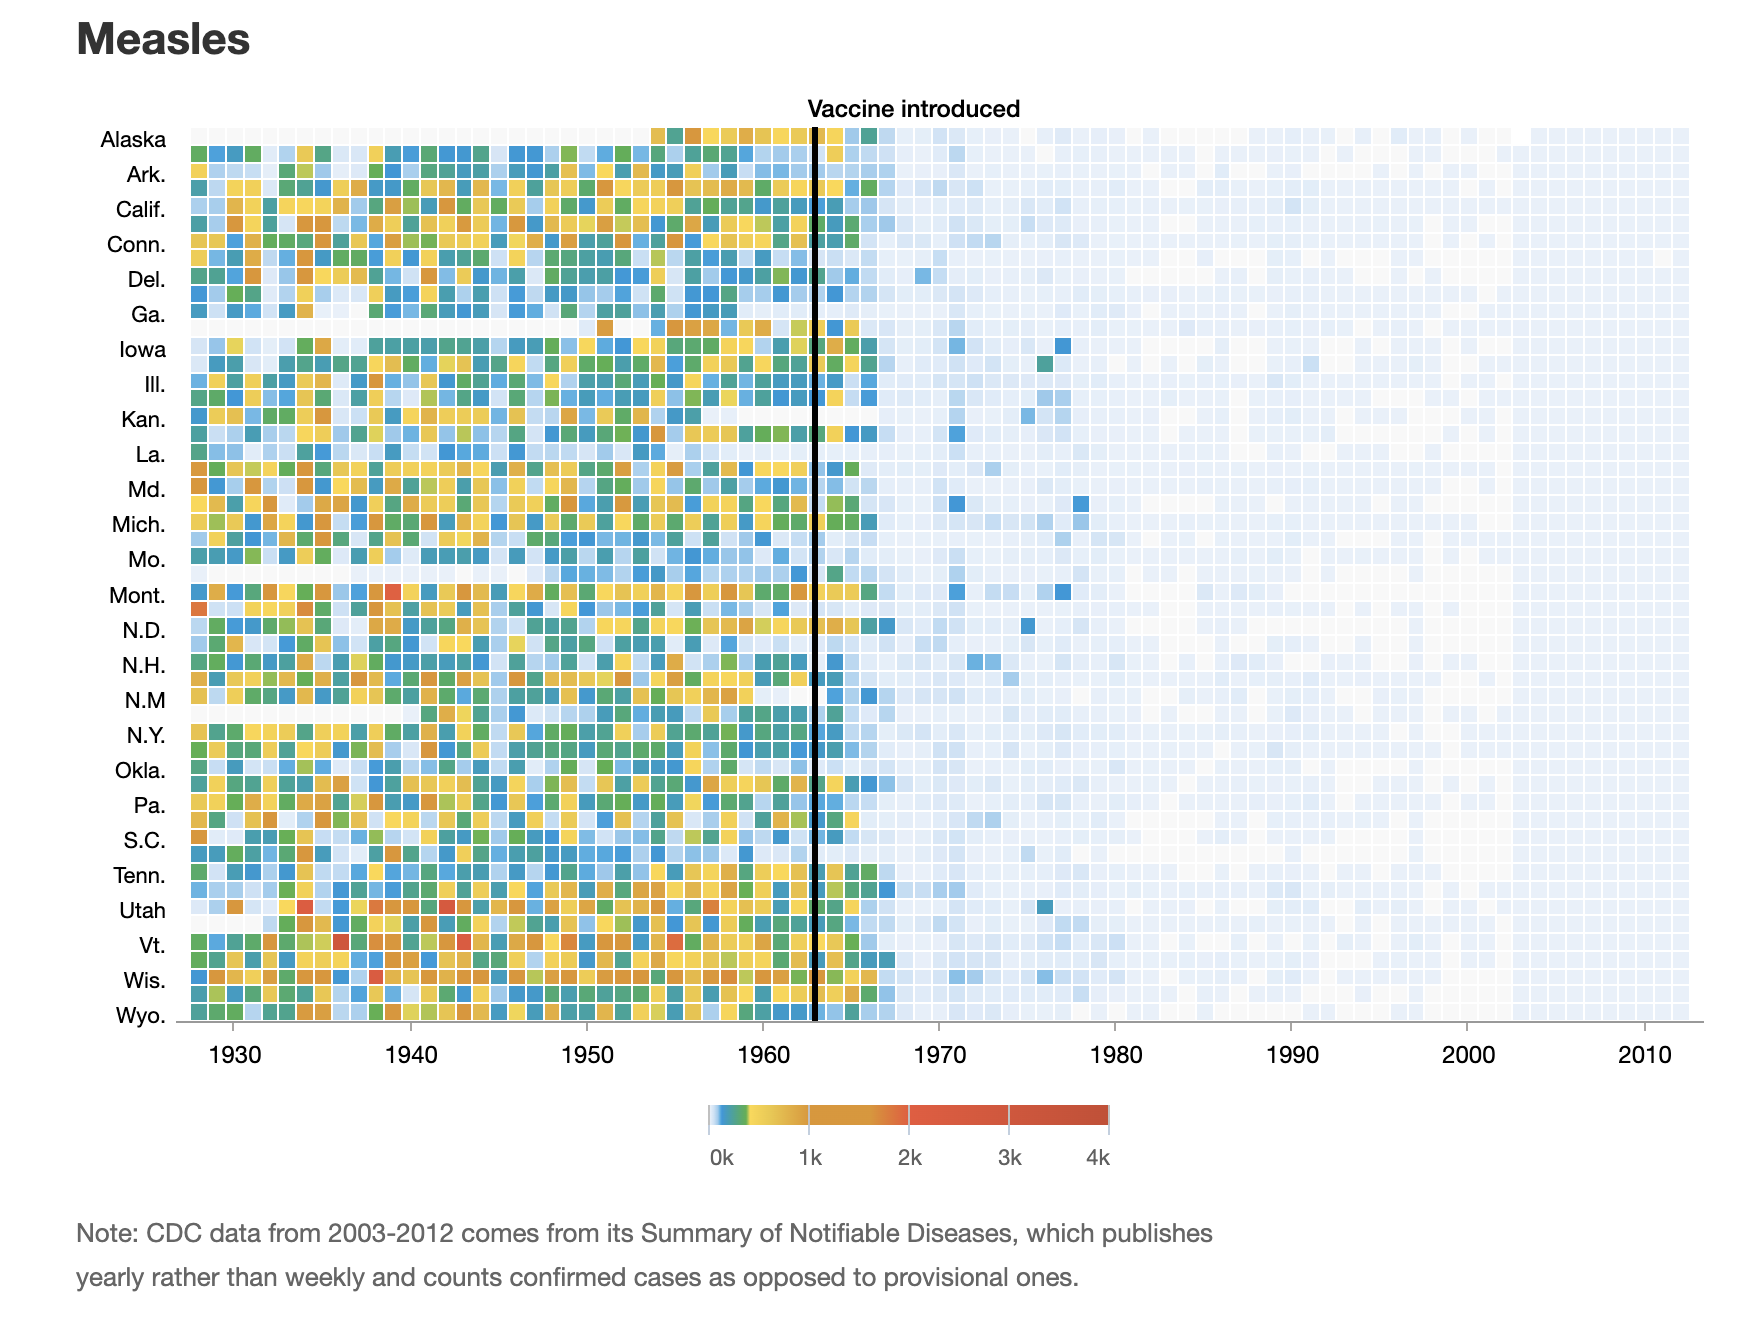 Measles
Vaccine introduced
Alaska
Ark.
Calif.
Conn.
Del.
Ga.
Iowa
Ill.
Kan.
La.
Md.
Mich.
Mo.
Mont.
N.D.
N.H.
N.M
N.Y.
Okla.
Pa.
S.C.
Tenn.
Utah
Vt.
Wis.
Wyo.
1930 1940 1950 1960 1970 1980 1990 2000 2010
0k 1k 2k 3k 4k
Note: CDC data from 2003-2012 comes from its Summary of Notifiable Diseases, which publishes
yearly rather than weekly and counts confirmed cases as opposed to provisional ones.